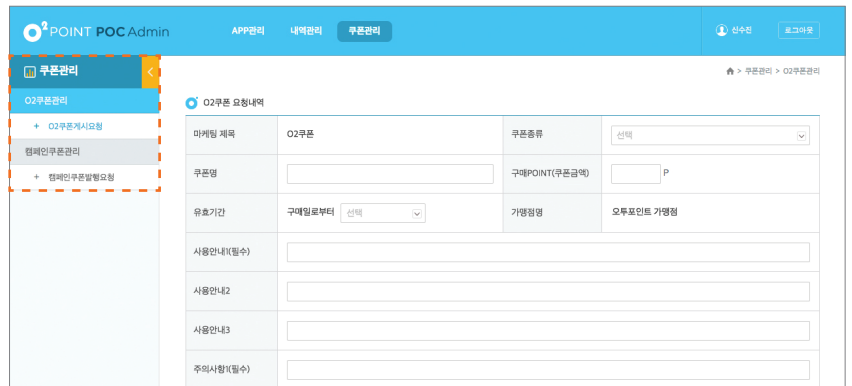 O2 POINT POC Admin
APP관리 내역관리 쿠폰관리
신수진 로그아웃
쿠폰관리 <
> 쿠폰관리 > O2쿠폰관리
O2쿠폰관리
+ O2쿠폰게시요청
캠페인쿠폰관리
+ 캠페인쿠폰발행요청
O2쿠폰 요청내역
마케팅 제목 O2쿠폰 쿠폰종류 선택
쿠폰명 구매POINT(쿠폰금액) P
유효기간 구매일로부터 선택 가맹점명 오투포인트 가맹점
사용안내1(필수)
사용안내2
사용안내3
주의사항1(필수)